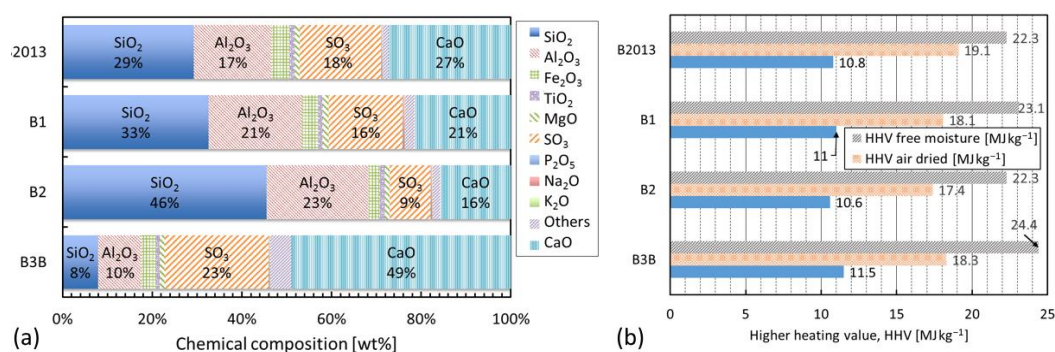 B2013
SiO2
29%
Al2O3
17%
SO3
18%
CaO
27%
B1
SiO2
33%
Al2O3
21%
SO3
16%
CaO
21%
B2
SiO2
46%
Al2O3
23%
SO3
9%
CaO
16%
B3B
SiO2
8%
Al2O3
10%
SO3
23%
CaO
49%
0% 20% 40% 60% 80% 100%
Chemical composition [wt%]
(a)
SiO2
Al2O3
Fe2O3
TiO2
MgO
SO3
P2O5
Na2O
K2O
Others
CaO
B2013
22.3
19.1
10.8
B1
23.1
18.1
11
HHV free moisture [MJkg−1]
HHV air dried [MJkg−1]
B2
22.3
17.4
10.6
B3B
24.4
18.3
11.5
0 5 10 15 20
Higher heating value, HHV [MJkg−1]
(b)